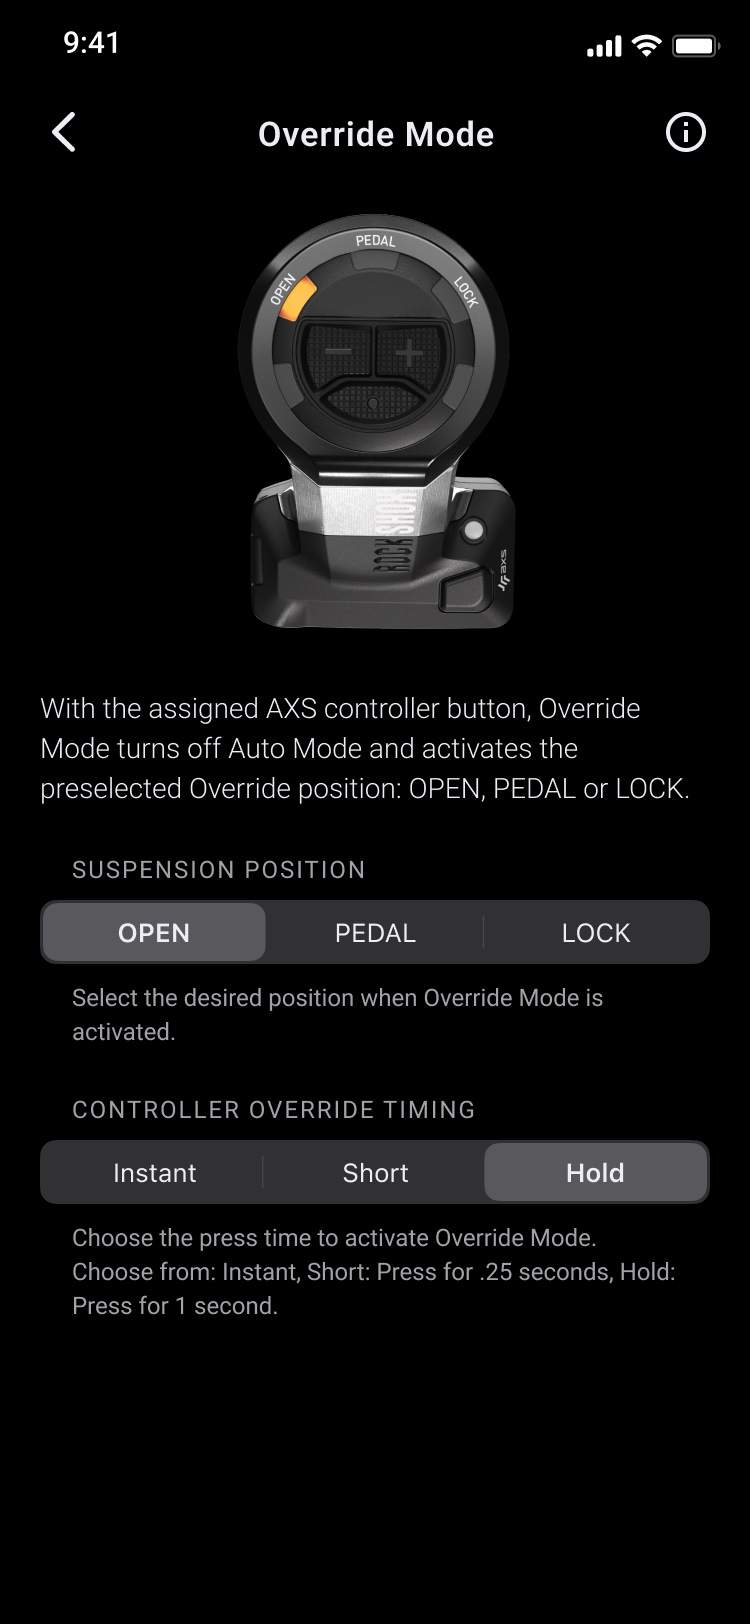 9:41
Override Mode
PEDAL
OPEN
LOCK
ROCKSHOX
axs
With the assigned AXS controller button, Override
Mode turns off Auto Mode and activates the
preselected Override position: OPEN, PEDAL or LOCK.
SUSPENSION POSITION
OPEN PEDAL LOCK
Select the desired position when Override Mode is
activated.
CONTROLLER OVERRIDE TIMING
Instant Short Hold
Choose the press time to activate Override Mode.
Choose from: Instant, Short: Press for .25 seconds, Hold:
Press for 1 second.